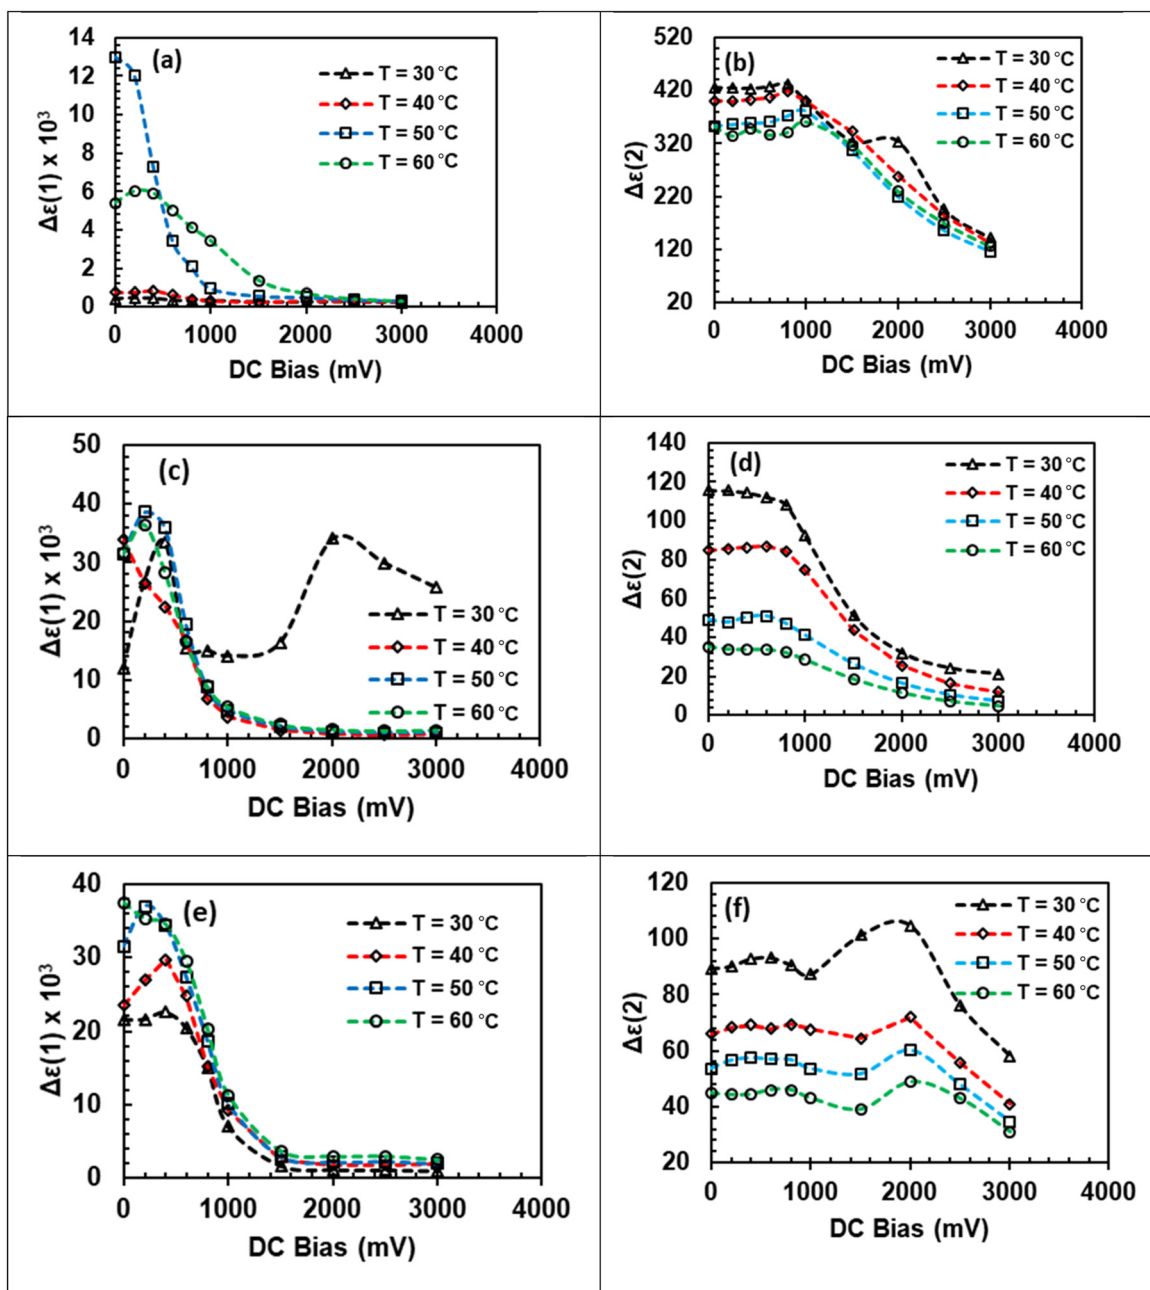 (a)
Δε(1) x 10³
14
12
10
8
6
4
2
0
0 1000 2000 3000 4000
DC Bias (mV)
T = 30 °C
T = 40 °C
T = 50 °C
T = 60 °C
(b)
Δε(2)
520
420
320
220
120
20
0 1000 2000 3000 4000
DC Bias (mV)
T = 30 °C
T = 40 °C
T = 50 °C
T = 60 °C
(c)
Δε(1) x 10³
50
40
30
20
10
0
0 1000 2000 3000 4000
DC Bias (mV)
T = 30 °C
T = 40 °C
T = 50 °C
T = 60 °C
(d)
Δε(2)
140
120
100
80
60
40
20
0
0 1000 2000 3000 4000
DC Bias (mV)
T = 30 °C
T = 40 °C
T = 50 °C
T = 60 °C
(e)
Δε(1) x 10³
40
30
20
10
0
0 1000 2000 3000 4000
DC Bias (mV)
T = 30 °C
T = 40 °C
T = 50 °C
T = 60 °C
(f)
Δε(2)
120
100
80
60
40
20
0 1000 2000 3000 4000
DC Bias (mV)
T = 30 °C
T = 40 °C
T = 50 °C
T = 60 °C